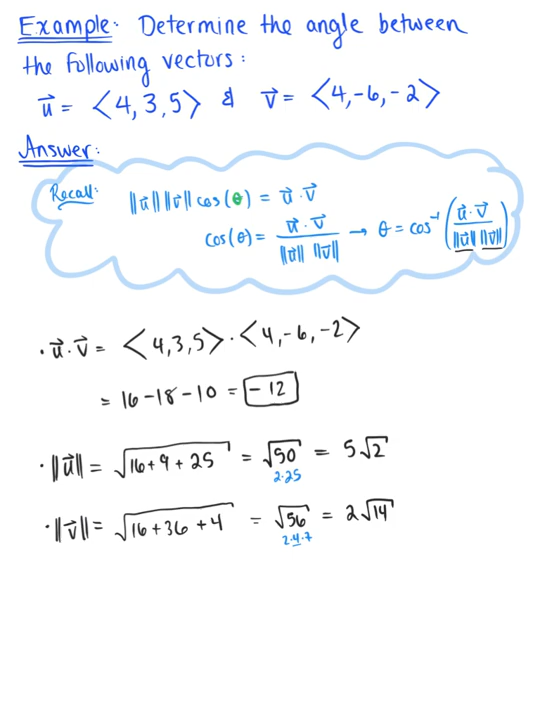 Example: Determine the angle between
the following vectors:
u⃗ = ⟨4,3,5⟩ & v⃗ = ⟨4,-6,-2⟩
Answer:
Recall: ‖u⃗‖ ‖v⃗‖ cos(θ) = u⃗ · v⃗
cos(θ) = u⃗ · v⃗ / ‖u⃗‖ ‖v⃗‖ → θ = cos⁻¹(u⃗ · v⃗ / ‖u⃗‖ ‖v⃗‖)
· u⃗ · v⃗ = ⟨4,3,5⟩ · ⟨4,-6,-2⟩
= 16-18-10 = -12
· ‖u⃗‖ = √(16+9+25) = √50 = 5√2
2·25
· ‖v⃗‖ = √(16+36+4) = √56 = 2√14
2·4·7